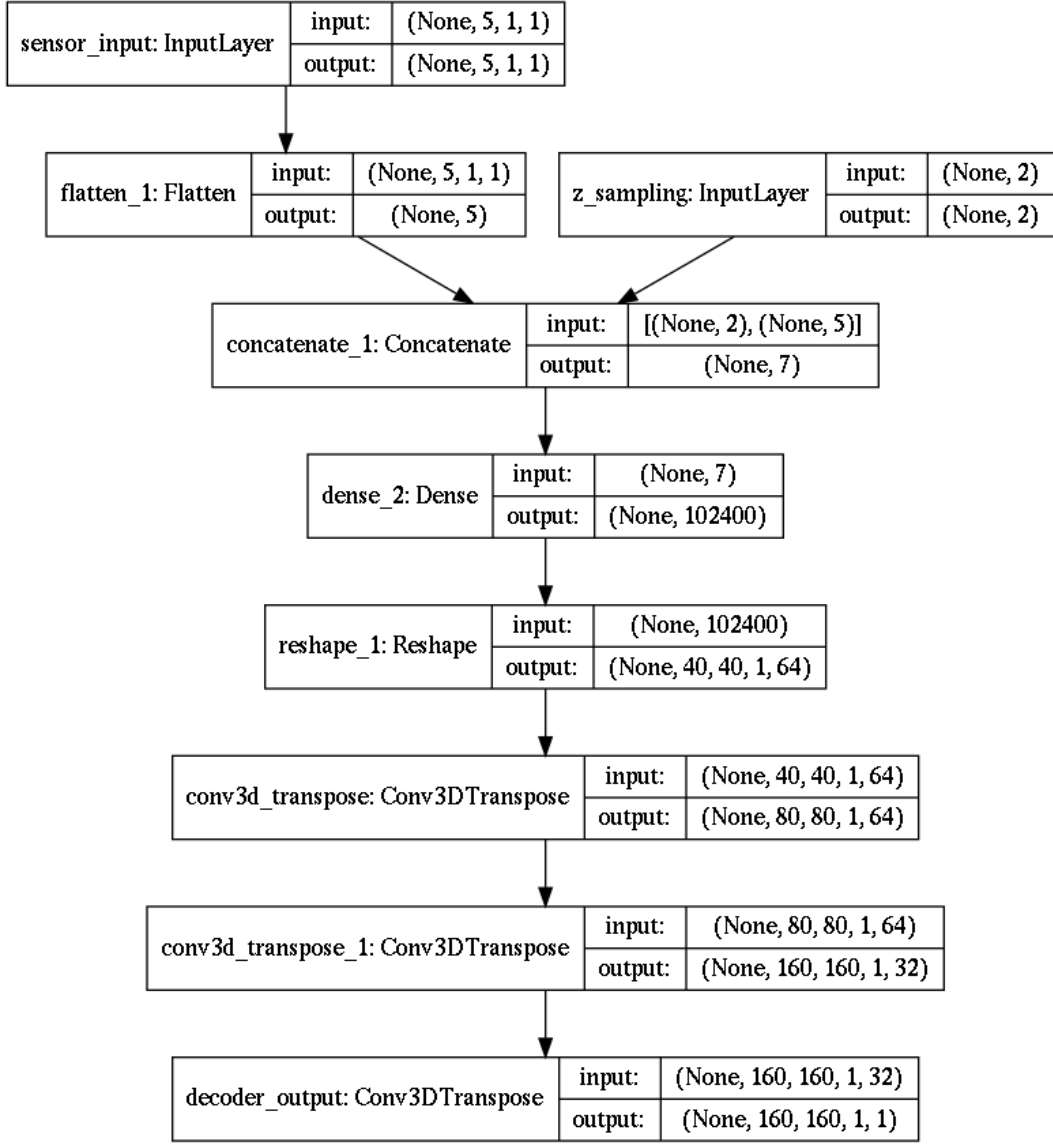 sensor_input: InputLayer
input: (None, 5, 1, 1)
output: (None, 5, 1, 1)
flatten_1: Flatten
input: (None, 5, 1, 1)
output: (None, 5)
z_sampling: InputLayer
input: (None, 2)
output: (None, 2)
concatenate_1: Concatenate
input: [(None, 2), (None, 5)]
output: (None, 7)
dense_2: Dense
input: (None, 7)
output: (None, 102400)
reshape_1: Reshape
input: (None, 102400)
output: (None, 40, 40, 1, 64)
conv3d_transpose: Conv3DTranspose
input: (None, 40, 40, 1, 64)
output: (None, 80, 80, 1, 64)
conv3d_transpose_1: Conv3DTranspose
input: (None, 80, 80, 1, 64)
output: (None, 160, 160, 1, 32)
decoder_output: Conv3DTranspose
input: (None, 160, 160, 1, 32)
output: (None, 160, 160, 1, 1)